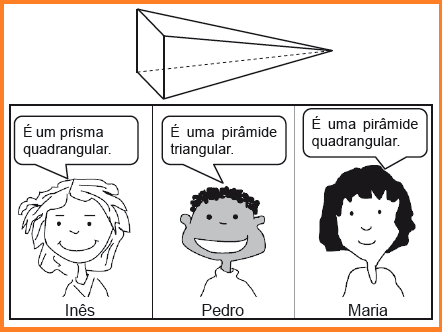 É um prisma
quadrangular.
É uma pirâmide
triangular.
É uma pirâmide
quadrangular.
Inês
Pedro
Maria